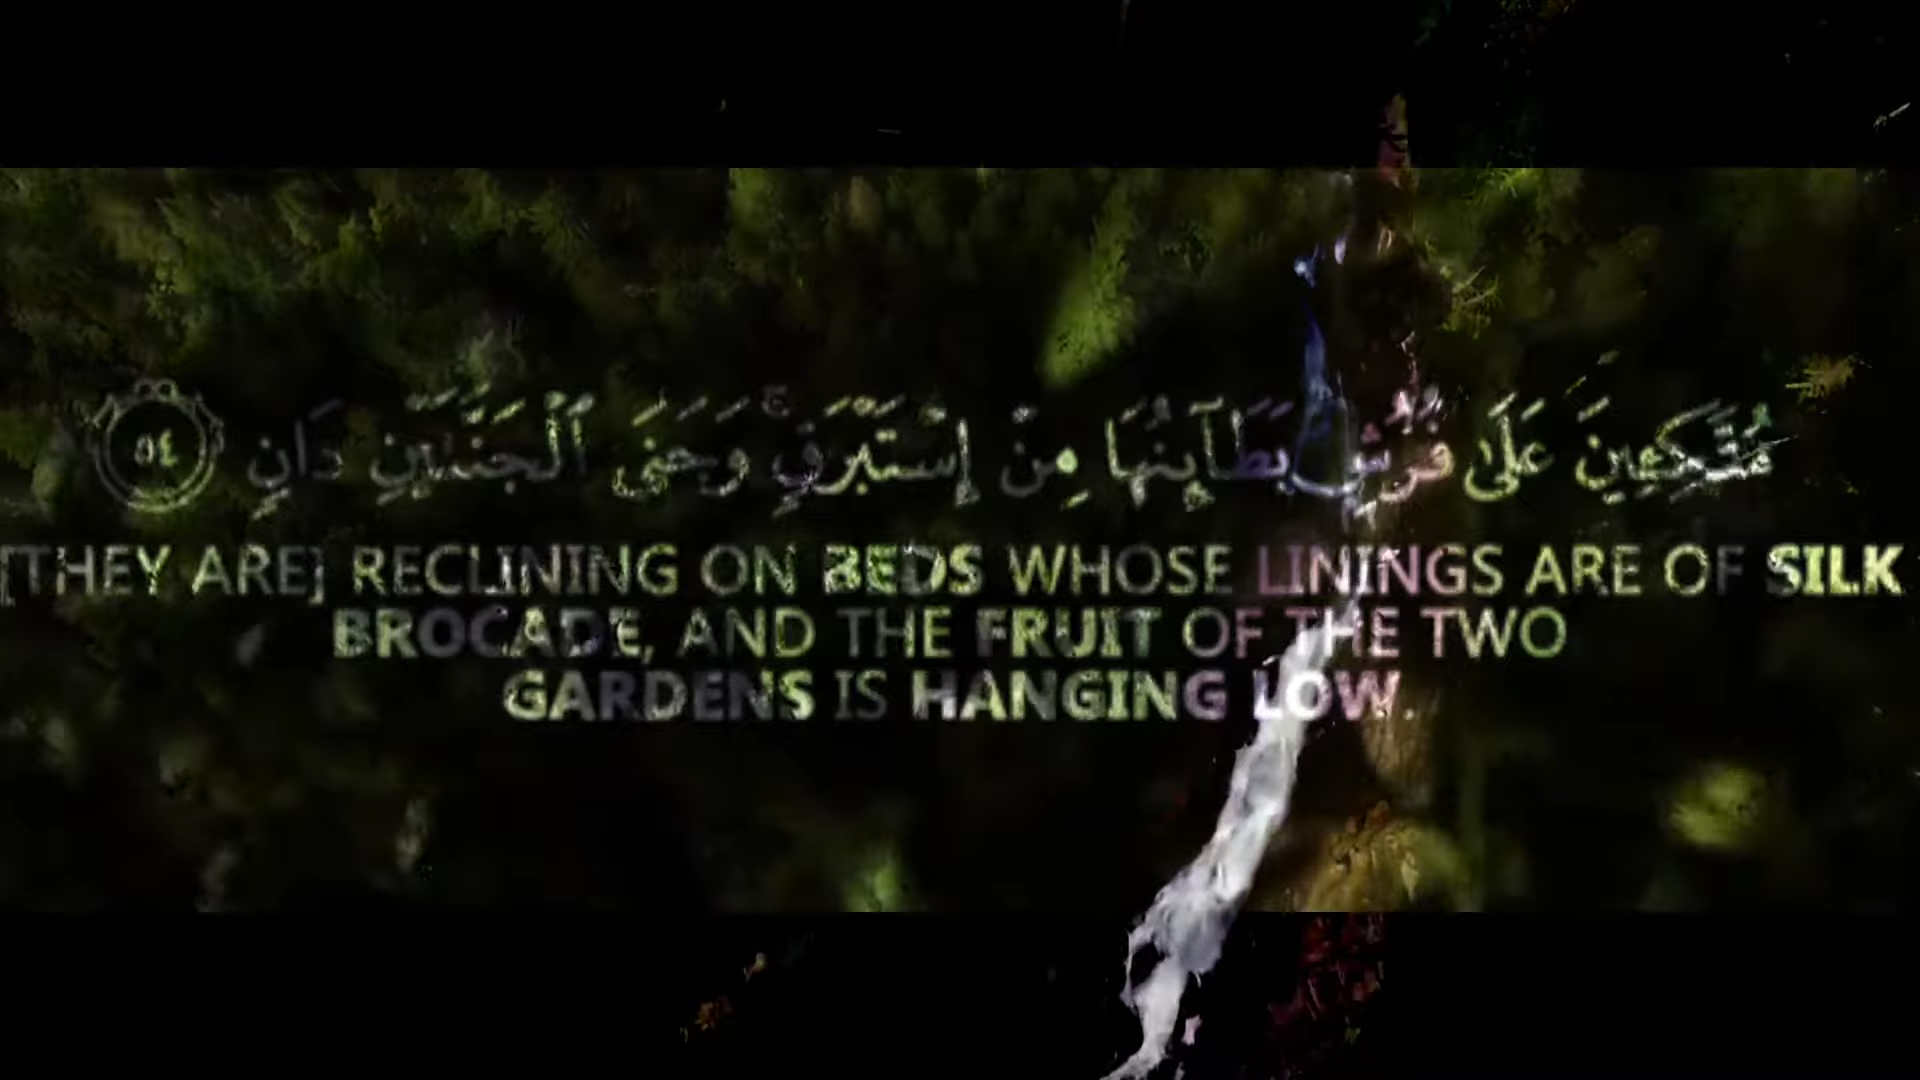 مُتَّكِـِٔينَ عَلَىٰ فُرُشٍۭ بَطَآئِنُهَا مِنْ إِسْتَبْرَقٍ ۚ وَجَنَى ٱلْجَنَّتَيْنِ دَانٍ ٥٤
[THEY ARE] RECLINING ON BEDS WHOSE LININGS ARE OF SILK
BROCADE, AND THE FRUIT OF THE TWO
GARDENS IS HANGING LOW.